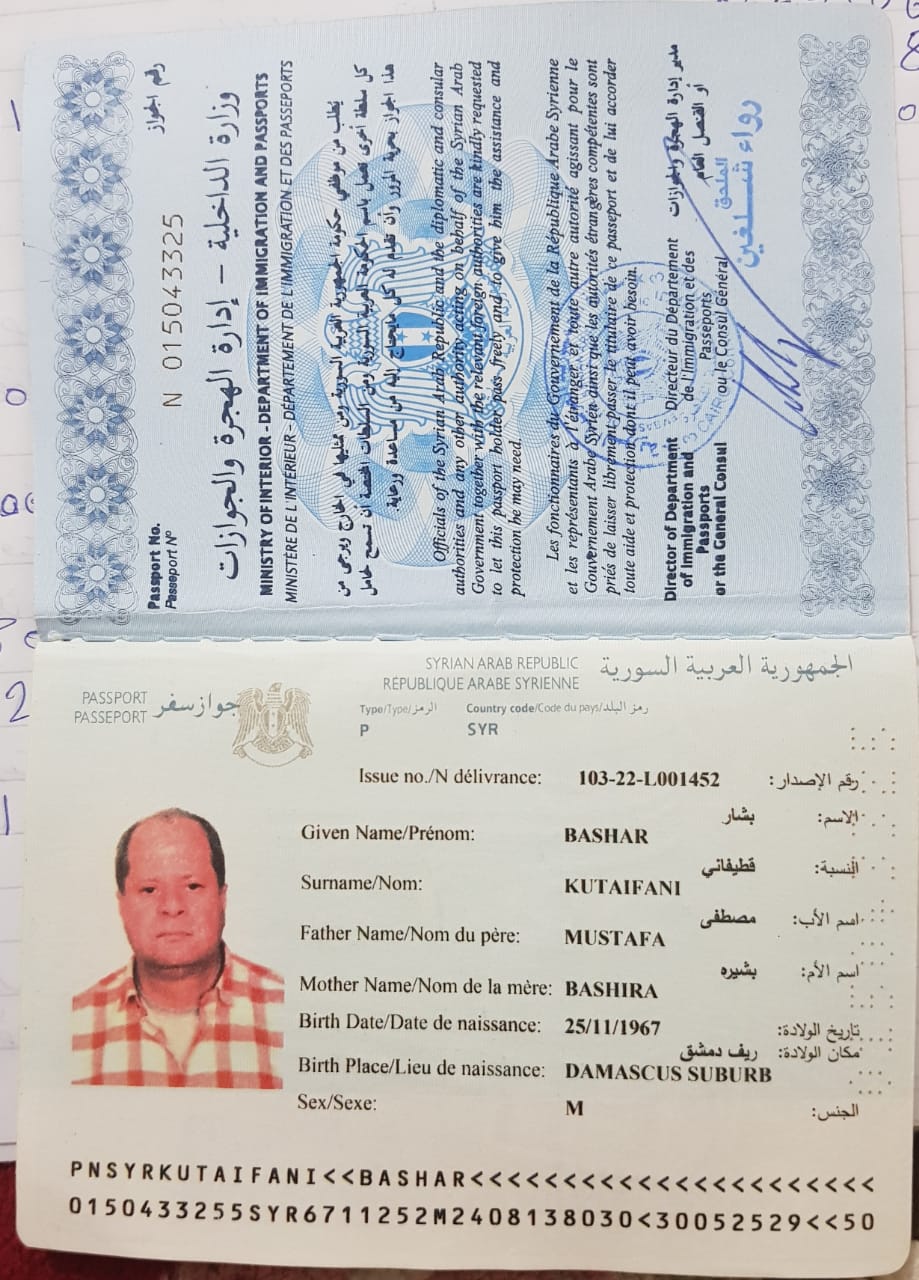 رقم الجواز
N 015043325
Passport No.
Passeport Nº
وزارة الداخلية - إدارة الهجرة والجوازات
MINISTRY OF INTERIOR - DEPARTMENT OF IMMIGRATION AND PASSPORTS
MINISTÈRE DE L'INTÉRIEUR - DÉPARTEMENT DE L'IMMIGRATION ET DES PASSEPORTS
يُطلب من موظفي حكومة الجمهورية العربية السورية ومن ممثليها في الخارج ويرجى من
كل سلطة أخرى تعمل باسم الحكومة العربية السورية ومن السلطات المختصة أن تسمح لحامل
هذا الجواز بحرية المرور وأن تقدم له كل ما يحتاج إليه من مساعدة ورعاية
Officials of the Syrian Arab Republic and the diplomatic and consular
authorities and any other authority acting on behalf of the Syrian Arab
Government together with the relevant foreign authorities are kindly requested
to let this passport holder pass freely and to give him the assistance and
protection he may need.
Les fonctionnaires du Gouvernement de la République Arabe Syrienne
et les représentants à l'étranger et toute autre autorié agissant pour le
Gouvernement Arabe Syrien ainsi que les autorités étrangères compétentes sont
priés de laisser librement passer le titulaire de ce passeport et de lui accorder
toute aide et protection dont il peut avoir besoin.
مدير إدارة الهجرة والجوازات
أو القنصل العام
Directeur du Département
de l'Immigration et des
Passeports
ou le Consul Général
Director of Department
of immigration and
Passports
or the General Consul
الملحق
PASSPORT
PASSEPORT
جواز سفر
SYRIAN ARAB REPUBLIC
RÉPUBLIQUE ARABE SYRIENNE
الجمهورية العربية السورية
Type/Type/الرمز
P
Country code/Code du pays/رمز البلد
SYR
Issue no./N délivrance: 103-22-L001452 رقم الإصدار:
بشار الاسم:
Given Name/Prénom: BASHAR
قطيفاني النسبة:
Surname/Nom: KUTAIFANI
مصطفى اسم الأب:
Father Name/Nom du père: MUSTAFA
بشيره اسم الأم:
Mother Name/Nom de la mère: BASHIRA
Birth Date/Date de naissance: 25/11/1967 تاريخ الولادة:
ريف دمشق مكان الولادة:
Birth Place/Lieu de naissance: DAMASCUS SUBURB
Sex/Sexe: M الجنس:
PNSYRKUTAIFANI<<BASHAR<<<<<<<<<<<<<<<<<<<<<<
0150433255SYR6711252M2408138030<30052529<<50